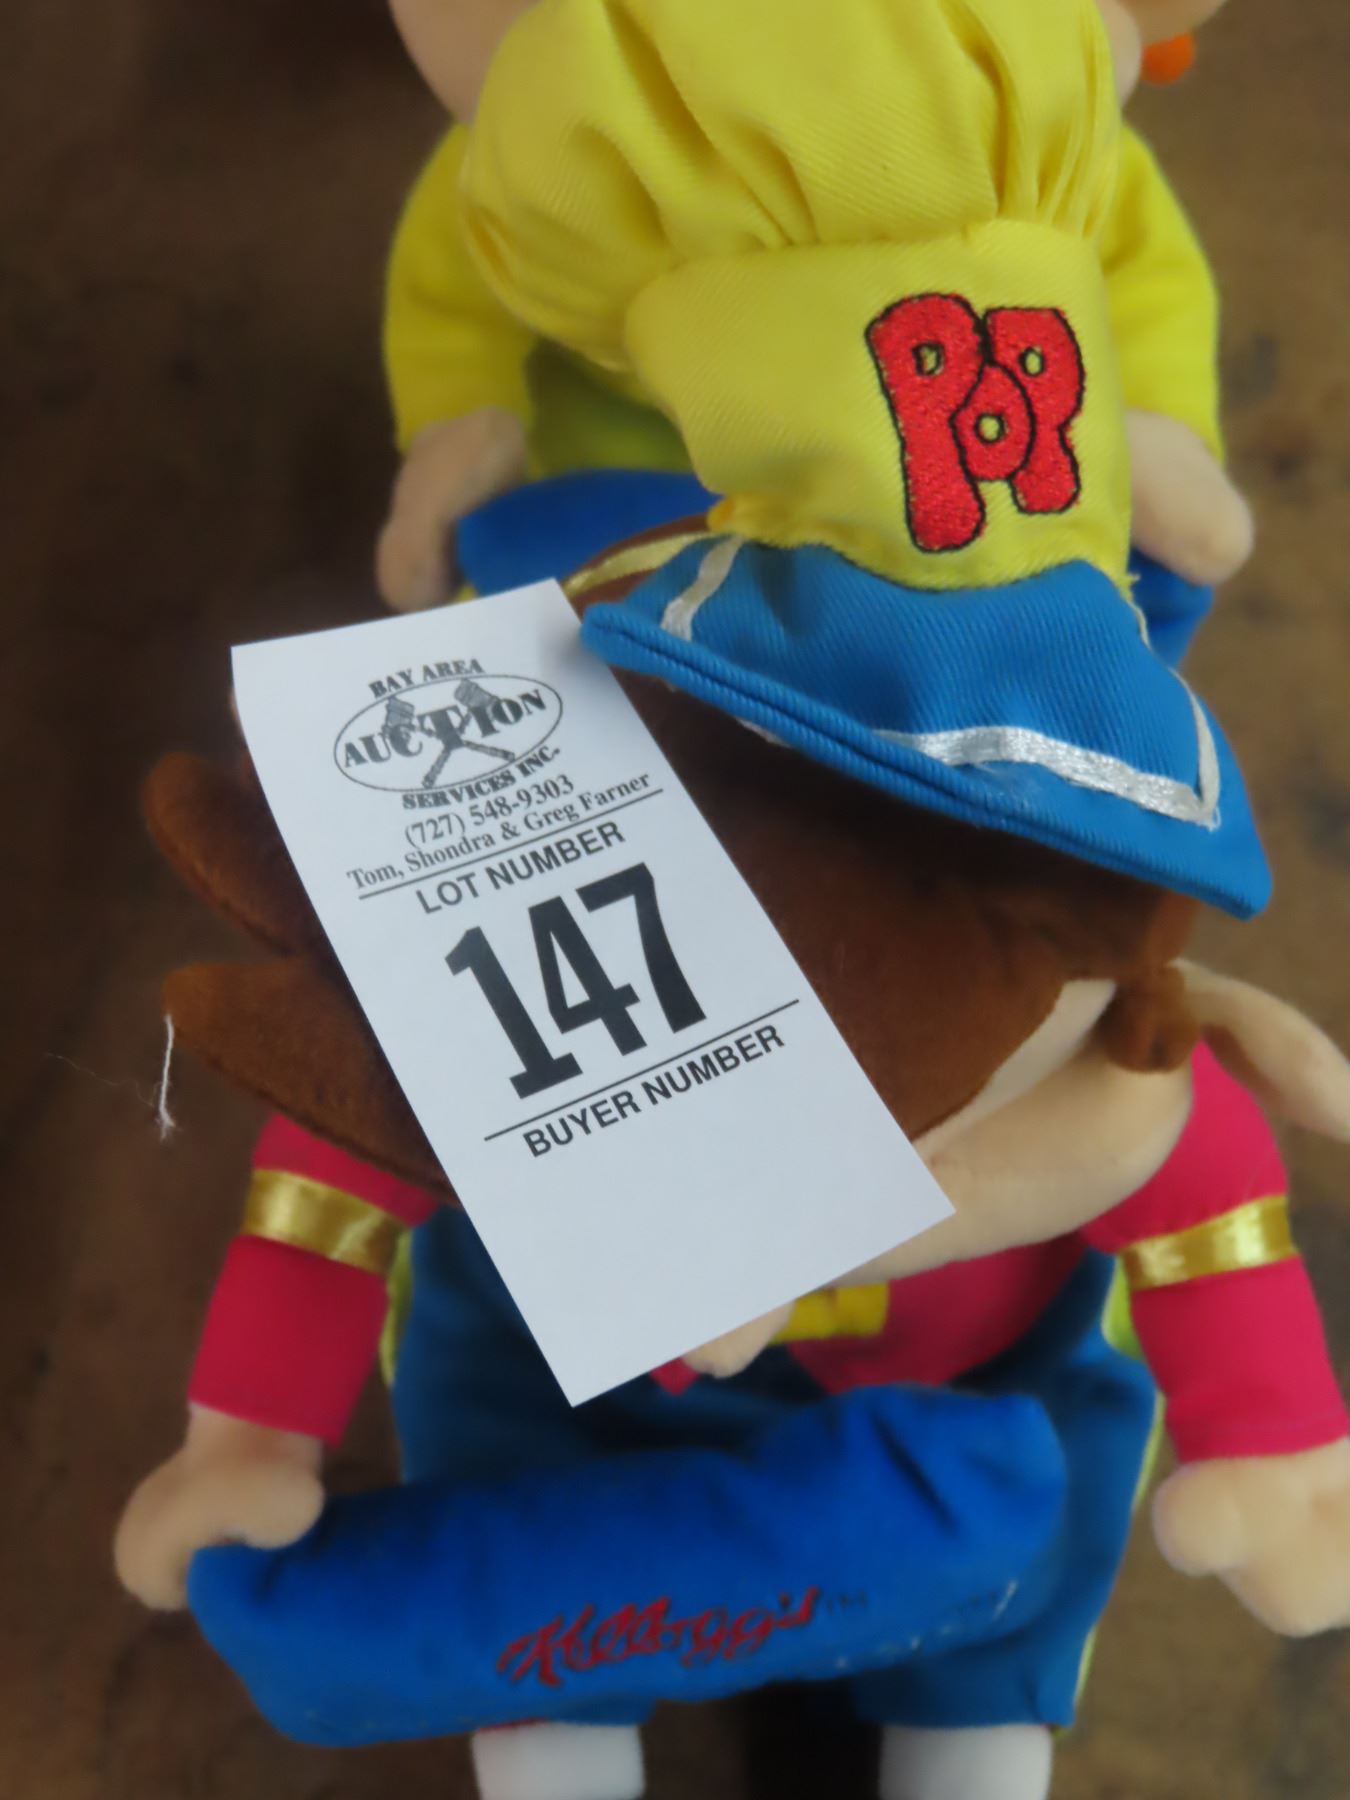 POP
BAY AREA
AUCTION
SERVICES INC.
(727) 548-9303
Tom, Shondra & Greg Farner
LOT NUMBER
147
BUYER NUMBER
Kellogg's™